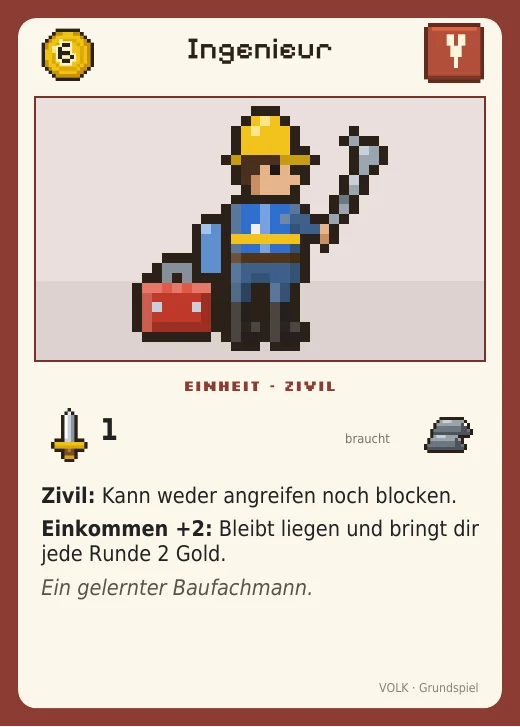 Ingenieur
EINHEIT · ZIVIL
1
braucht
Zivil: Kann weder angreifen noch blocken.
Einkommen +2: Bleibt liegen und bringt dir
jede Runde 2 Gold.
Ein gelernter Baufachmann.
VOLK · Grundspiel